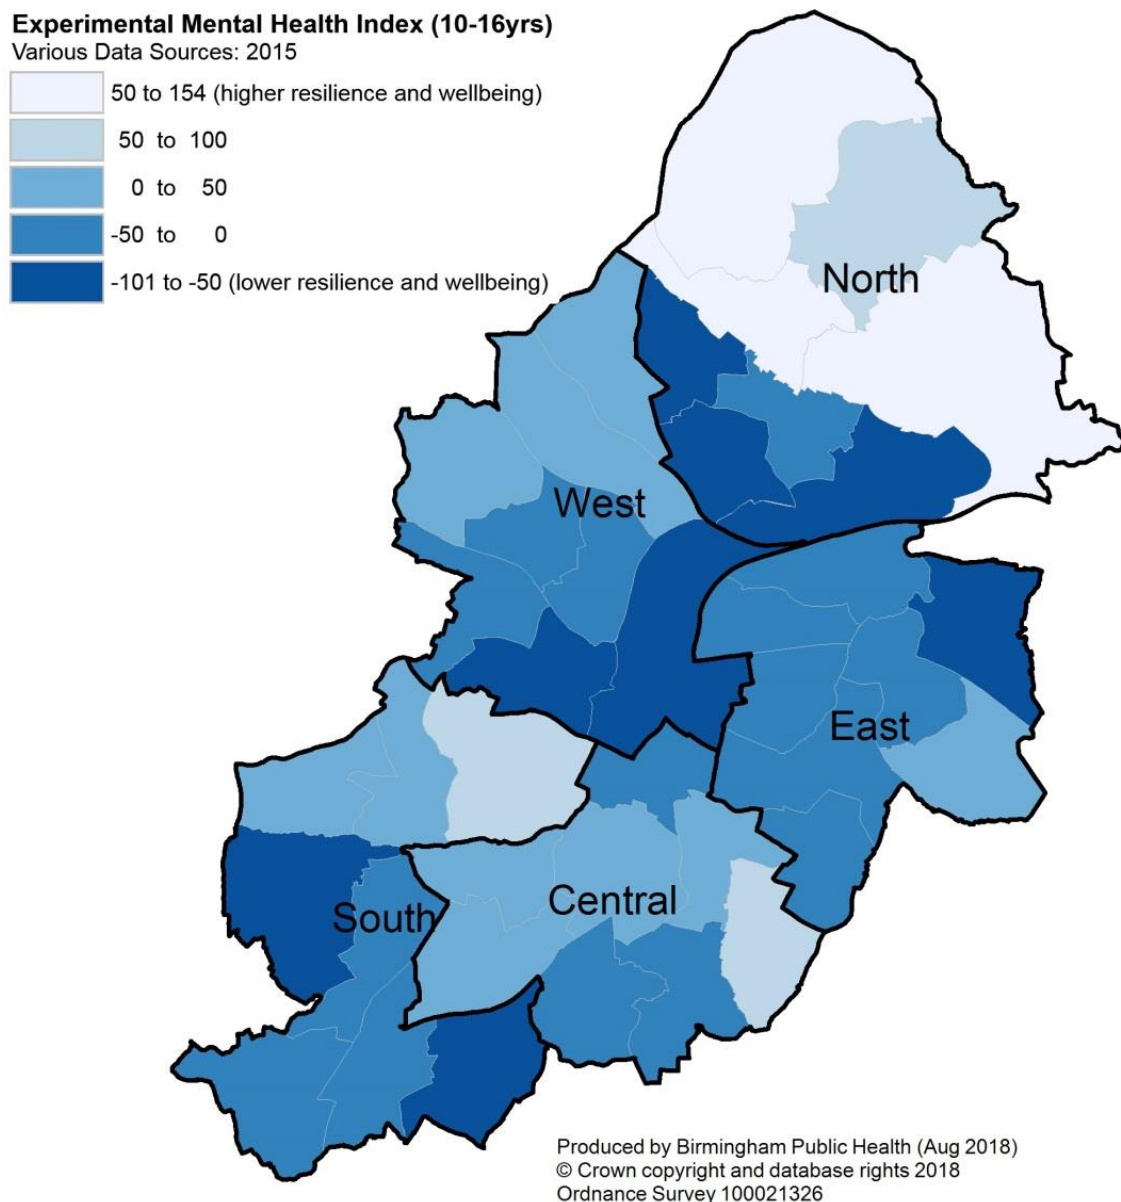 Experimental Mental Health Index (10-16yrs)
Various Data Sources: 2015
50 to 154 (higher resilience and wellbeing)
50 to 100
0 to 50
-50 to 0
-101 to -50 (lower resilience and wellbeing)
North
West
East
Central
South
Produced by Birmingham Public Health (Aug 2018)
© Crown copyright and database rights 2018
Ordnance Survey 100021326